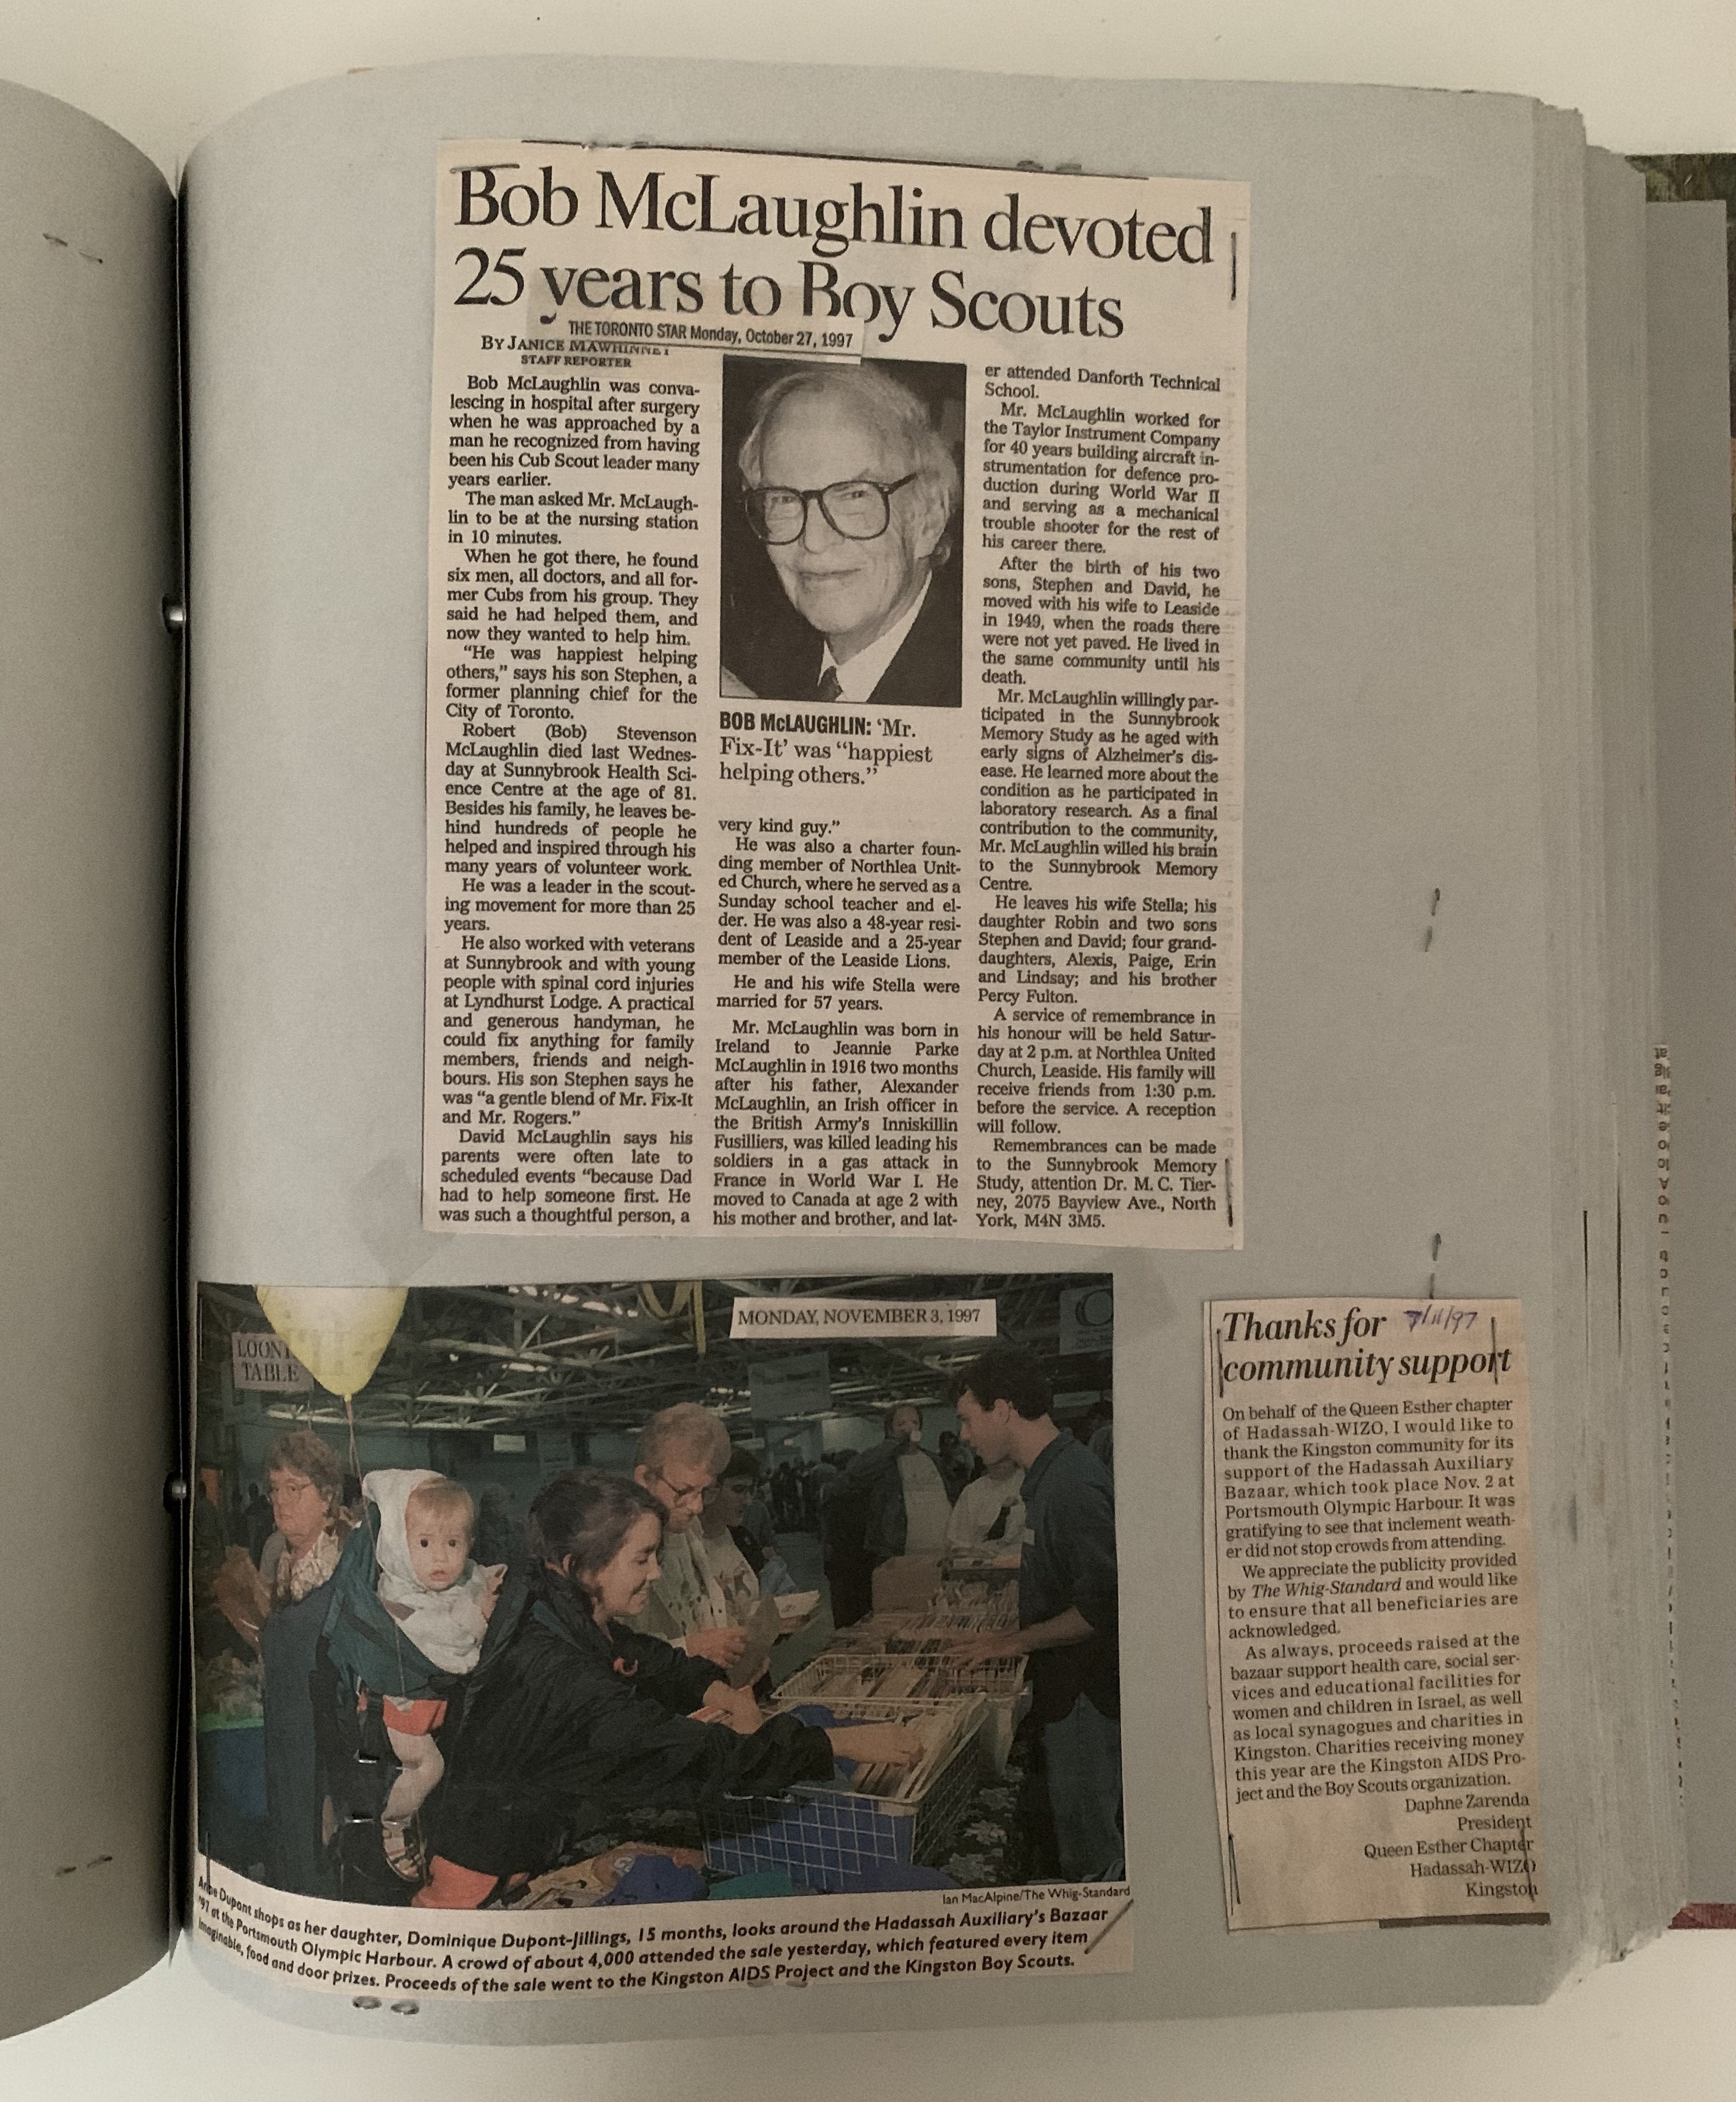 Bob McLaughlin devoted
25 years to Boy Scouts
THE TORONTO STAR Monday, October 27, 1997
BY JANICE MAWHINNEY
STAFF REPORTER
Bob McLaughlin was conva-
lescing in hospital after surgery
when he was approached by a
man he recognized from having
been his Cub Scout leader many
years earlier.
The man asked Mr. McLaugh-
lin to be at the nursing station
in 10 minutes.
When he got there, he found
six men, all doctors, and all for-
mer Cubs from his group. They
said he had helped them, and
now they wanted to help him.
"He was happiest helping
others," says his son Stephen, a
former planning chief for the
City of Toronto.
Robert (Bob) Stevenson
McLaughlin died last Wednes-
day at Sunnybrook Health Sci-
ence Centre at the age of 81.
Besides his family, he leaves be-
hind hundreds of people he
helped and inspired through his
many years of volunteer work.
He was a leader in the scout-
ing movement for more than 25
years.
He also worked with veterans
at Sunnybrook and with young
people with spinal cord injuries
at Lyndhurst Lodge. A practical
and generous handyman, he
could fix anything for family
members, friends and neigh-
bours. His son Stephen says he
was "a gentle blend of Mr. Fix-It
and Mr. Rogers."
David McLaughlin says his
parents were often late to
scheduled events "because Dad
had to help someone first. He
was such a thoughtful person, a
BOB McLAUGHLIN: 'Mr.
Fix-It' was "happiest
helping others."
very kind guy."
He was also a charter foun-
ding member of Northlea Unit-
ed Church, where he served as a
Sunday school teacher and el-
der. He was also a 48-year resi-
dent of Leaside and a 25-year
member of the Leaside Lions.
He and his wife Stella were
married for 57 years.
Mr. McLaughlin was born in
Ireland to Jeannie Parke
McLaughlin in 1916 two months
after his father, Alexander
McLaughlin, an Irish officer in
the British Army's Inniskillin
Fusilliers, was killed leading his
soldiers in a gas attack in
France in World War I. He
moved to Canada at age 2 with
his mother and brother, and lat-
er attended Danforth Technical
School.
Mr. McLaughlin worked for
the Taylor Instrument Company
for 40 years building aircraft in-
strumentation for defence pro-
duction during World War II
and serving as a mechanical
trouble shooter for the rest of
his career there.
After the birth of his two
sons, Stephen and David, he
moved with his wife to Leaside
in 1949, when the roads there
were not yet paved. He lived in
the same community until his
death.
Mr. McLaughlin willingly par-
ticipated in the Sunnybrook
Memory Study as he aged with
early signs of Alzheimer's dis-
ease. He learned more about the
condition as he participated in
laboratory research. As a final
contribution to the community,
Mr. McLaughlin willed his brain
to the Sunnybrook Memory
Centre.
He leaves his wife Stella; his
daughter Robin and two sons
Stephen and David; four grand-
daughters, Alexis, Paige, Erin
and Lindsay; and his brother
Percy Fulton.
A service of remembrance in
his honour will be held Satur-
day at 2 p.m. at Northlea United
Church, Leaside. His family will
receive friends from 1:30 p.m.
before the service. A reception
will follow.
Remembrances can be made
to the Sunnybrook Memory
Study, attention Dr. M. C. Tier-
ney, 2075 Bayview Ave., North
York, M4N 3M5.
MONDAY, NOVEMBER 3, 1997
LOON
TABLE
Ian MacAlpine/The Whig-Standard
Dupont shops as her daughter, Dominique Dupont-Jillings, 15 months, looks around the Hadassah Auxiliary's Bazaar
'97 at the Portsmouth Olympic Harbour. A crowd of about 4,000 attended the sale yesterday, which featured every item
imaginable, food and door prizes. Proceeds of the sale went to the Kingston AIDS Project and the Kingston Boy Scouts.
Thanks for 7/11/97
community support
On behalf of the Queen Esther chapter
of Hadassah-WIZO, I would like to
thank the Kingston community for its
support of the Hadassah Auxiliary
Bazaar, which took place Nov. 2 at
Portsmouth Olympic Harbour. It was
gratifying to see that inclement weath-
er did not stop crowds from attending.
We appreciate the publicity provided
by The Whig-Standard and would like
to ensure that all beneficiaries are
acknowledged.
As always, proceeds raised at the
bazaar support health care, social ser-
vices and educational facilities for
women and children in Israel, as well
as local synagogues and charities in
Kingston. Charities receiving money
this year are the Kingston AIDS Pro-
ject and the Boy Scouts organization.
Daphne Zarenda
President
Queen Esther Chapter
Hadassah-WIZO
Kingston